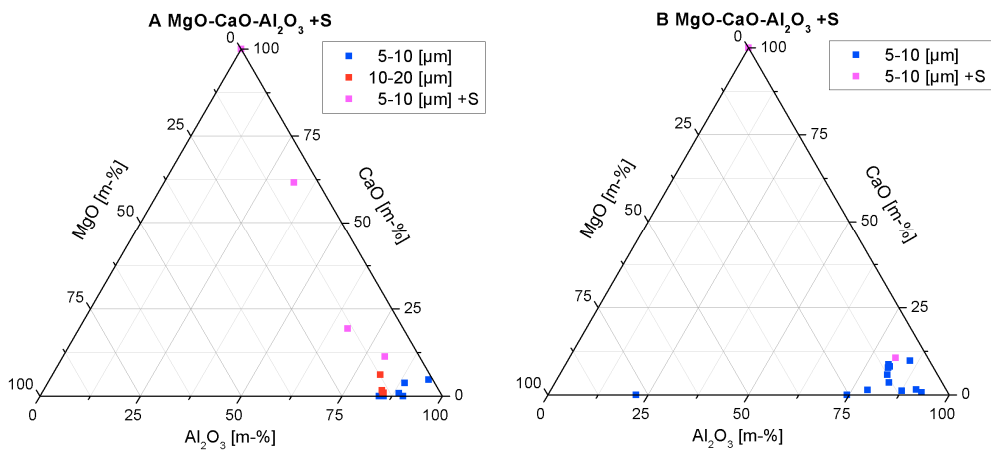 A MgO-CaO-Al₂O₃ +S
0
100
5-10 [µm]
10-20 [µm]
5-10 [µm] +S
25
75
MgO [m-%]
CaO [m-%]
50
50
75
25
100
0
0
25
50
75
100
Al₂O₃ [m-%]
B MgO-CaO-Al₂O₃ +S
0
100
5-10 [µm]
5-10 [µm] +S
25
75
MgO [m-%]
CaO [m-%]
50
50
75
25
100
0
0
25
50
75
100
Al₂O₃ [m-%]